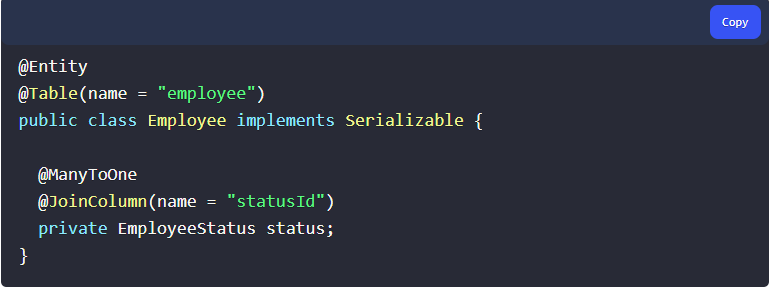 Copy
@Entity
@Table(name = "employee")
public class Employee implements Serializable {
@ManyToOne
@JoinColumn(name = "statusId")
private EmployeeStatus status;
}